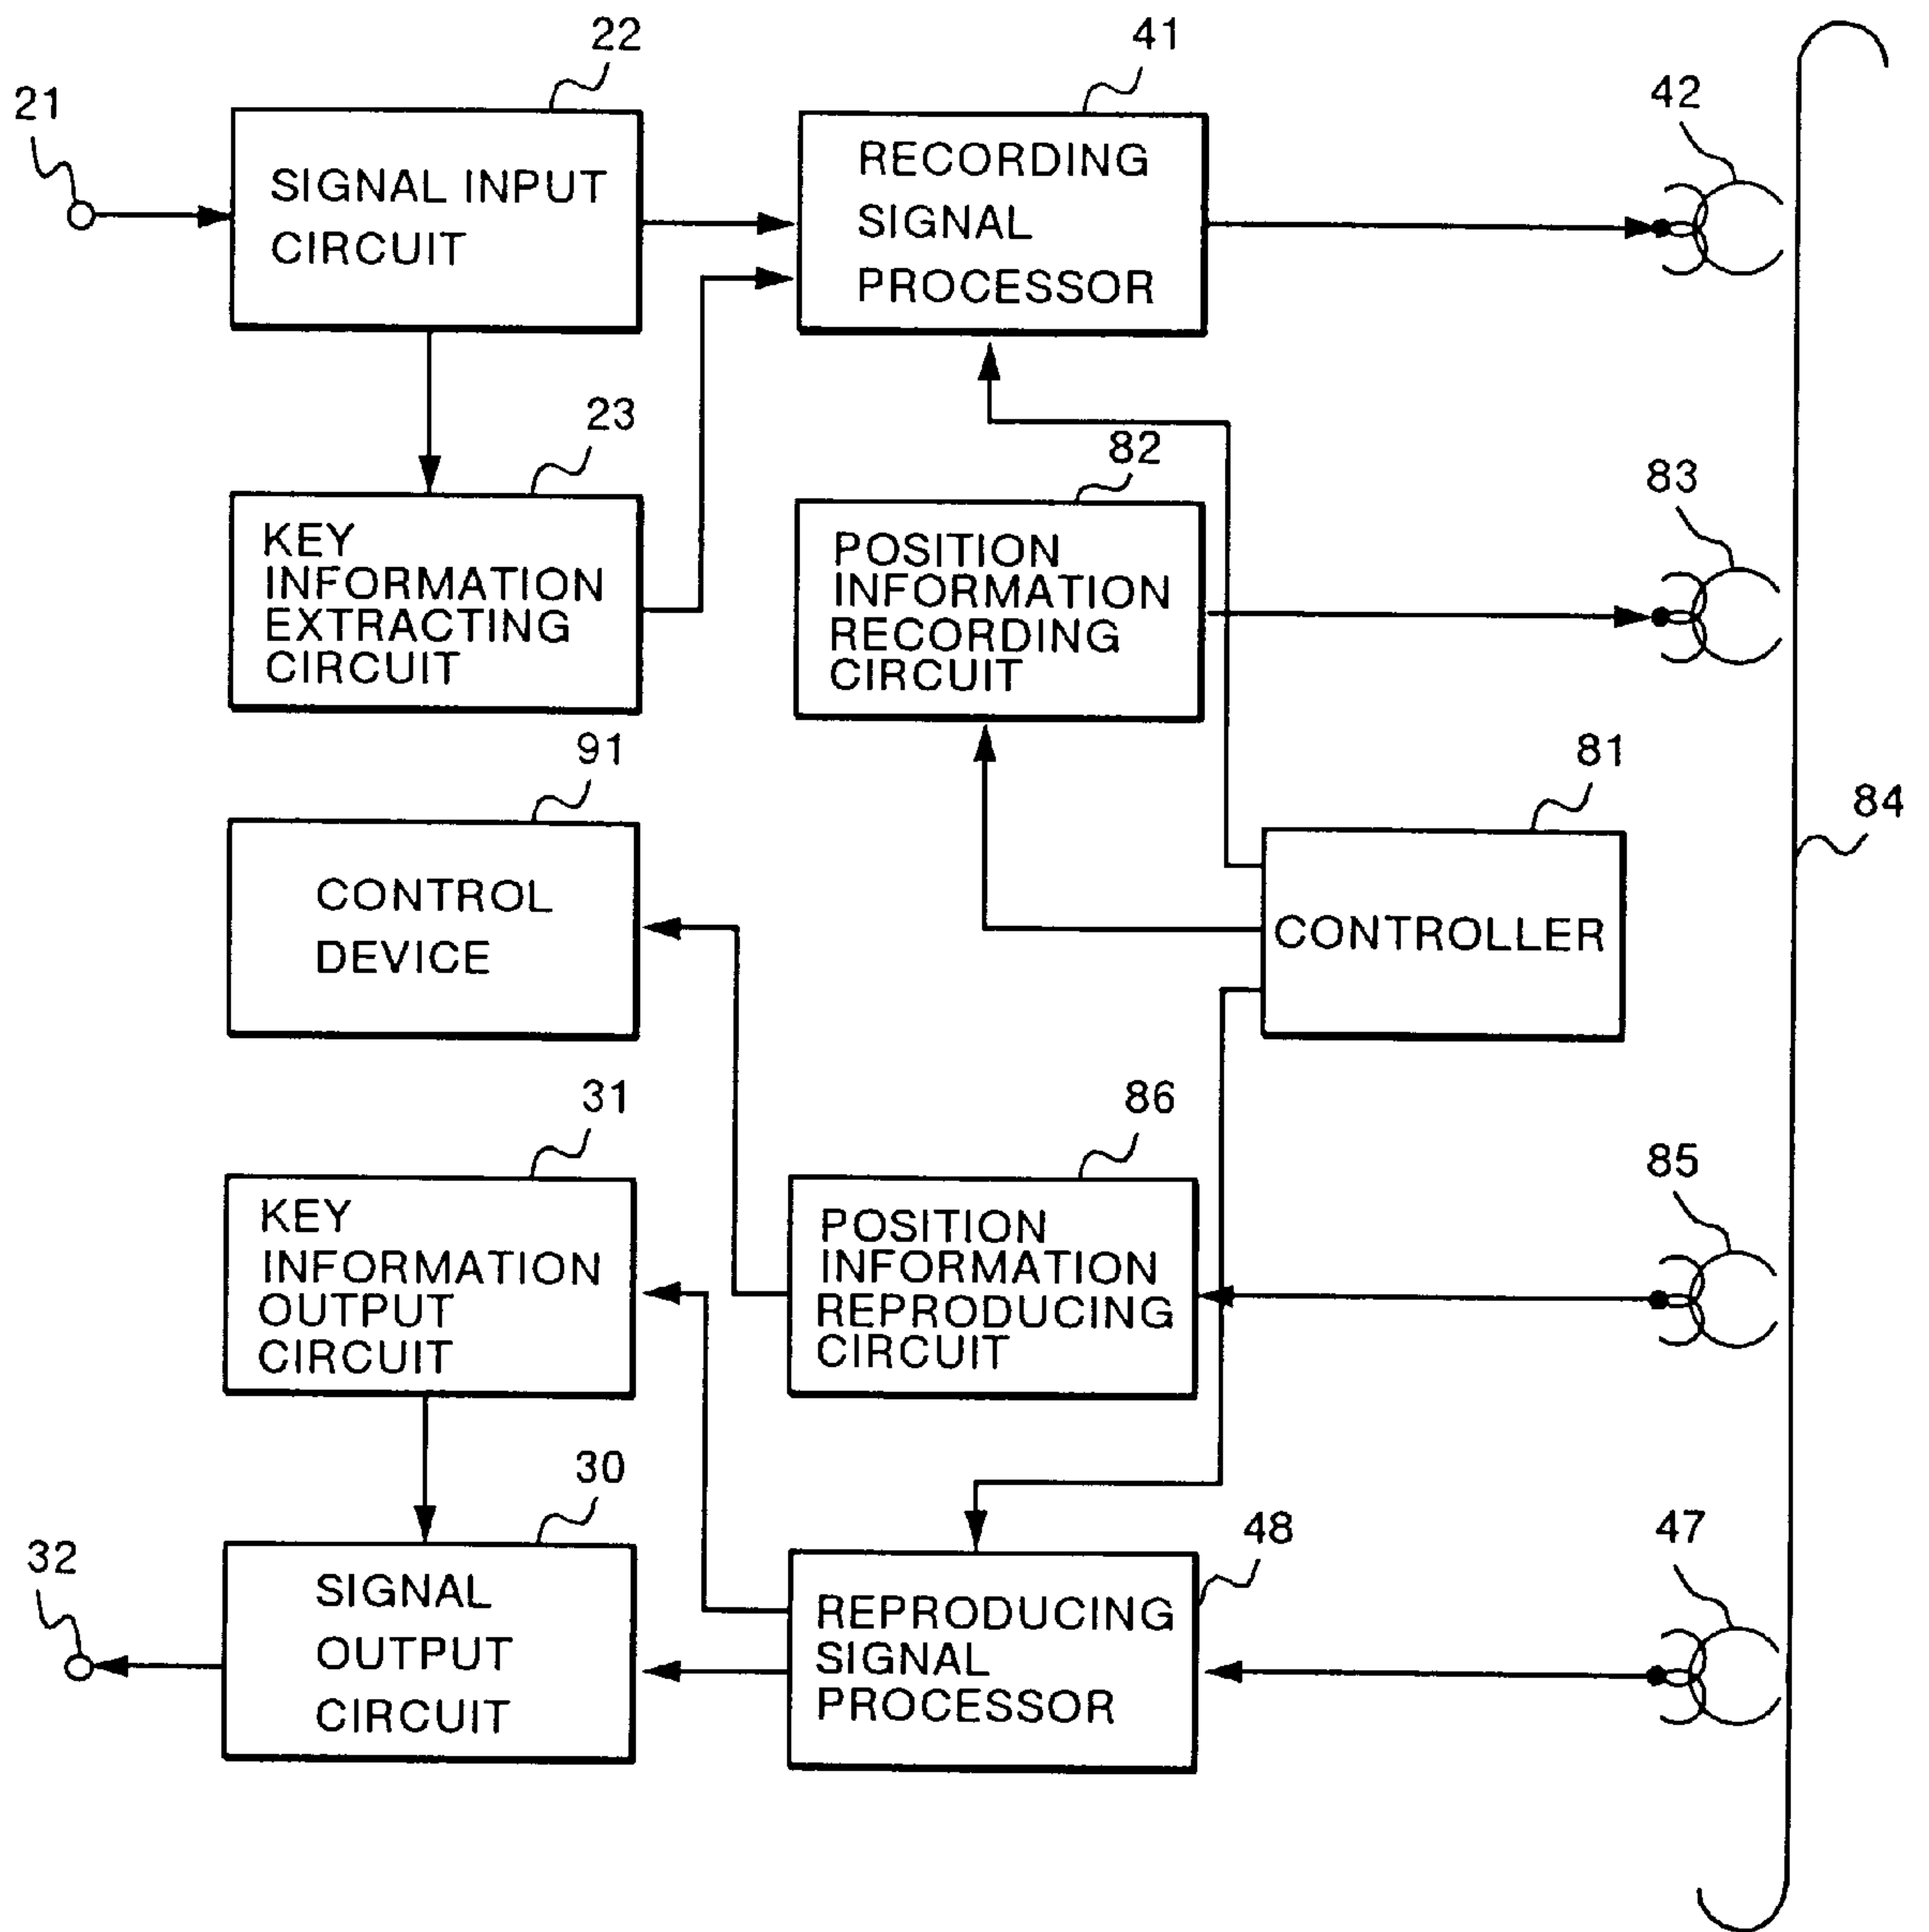 22
41
42
21
SIGNAL INPUT
CIRCUIT
RECORDING
SIGNAL
PROCESSOR
23
82
83
KEY
INFORMATION
EXTRACTING
CIRCUIT
POSITION
INFORMATION
RECORDING
CIRCUIT
91
81
84
CONTROL
DEVICE
CONTROLLER
31
86
85
KEY
INFORMATION
OUTPUT
CIRCUIT
POSITION
INFORMATION
REPRODUCING
CIRCUIT
30
48
47
32
SIGNAL
OUTPUT
CIRCUIT
REPRODUCING
SIGNAL
PROCESSOR